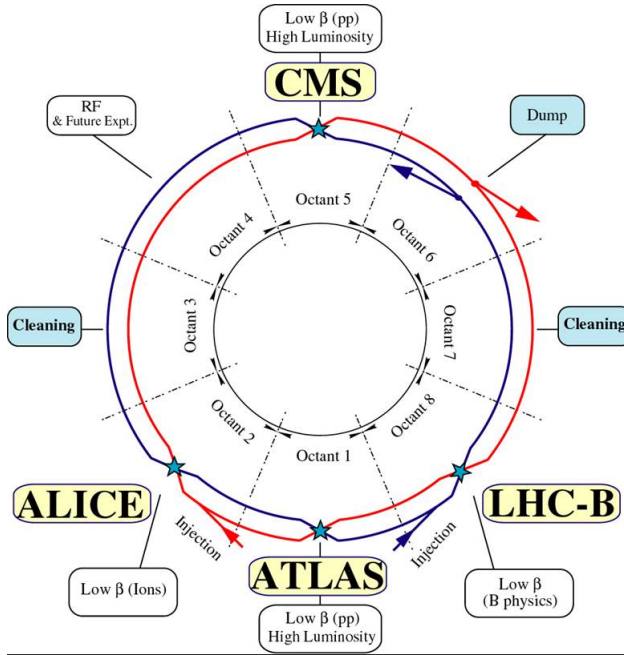 Low β (pp)
High Luminosity
CMS
RF
& Future Expt.
Dump
Octant 5
Octant 4
Octant 6
Cleaning
Octant 3
Octant 7
Cleaning
Octant 2
Octant 8
Octant 1
ALICE
LHC-B
Injection
Injection
ATLAS
Low β (Ions)
Low β
(B physics)
Low β (pp)
High Luminosity